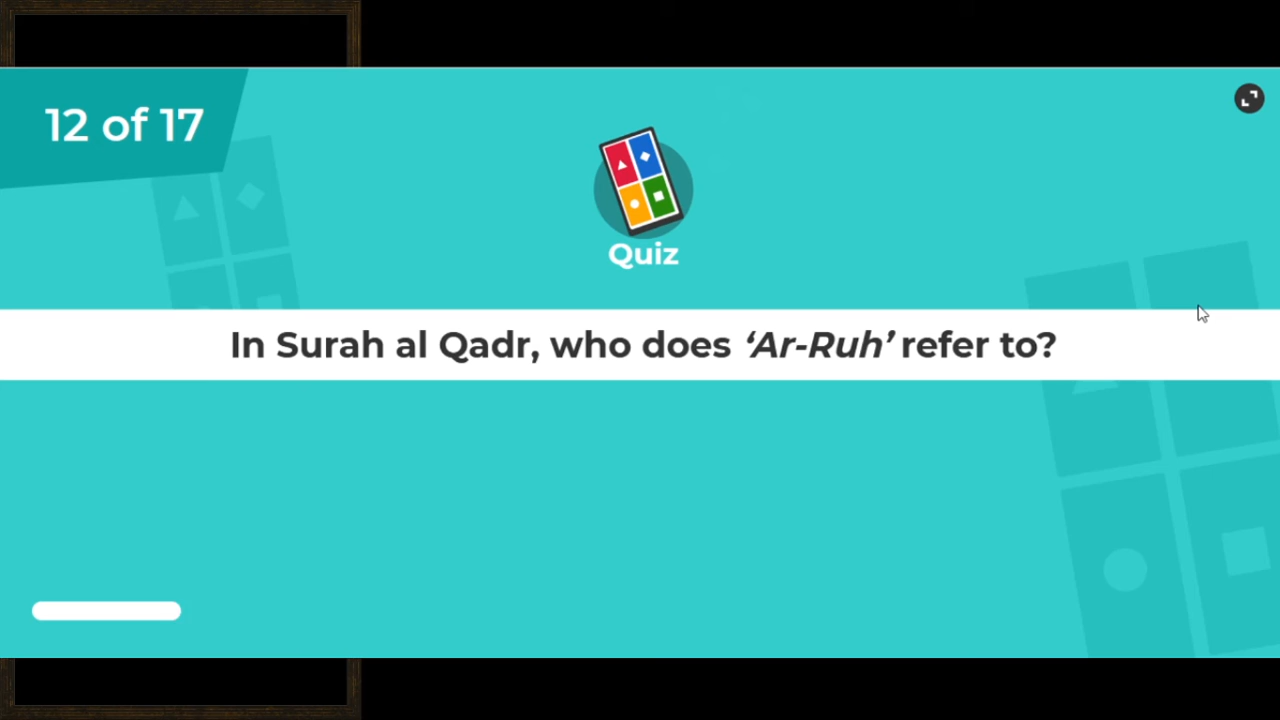 12 of 17
Quiz
In Surah al Qadr, who does ‘Ar-Ruh’ refer to?